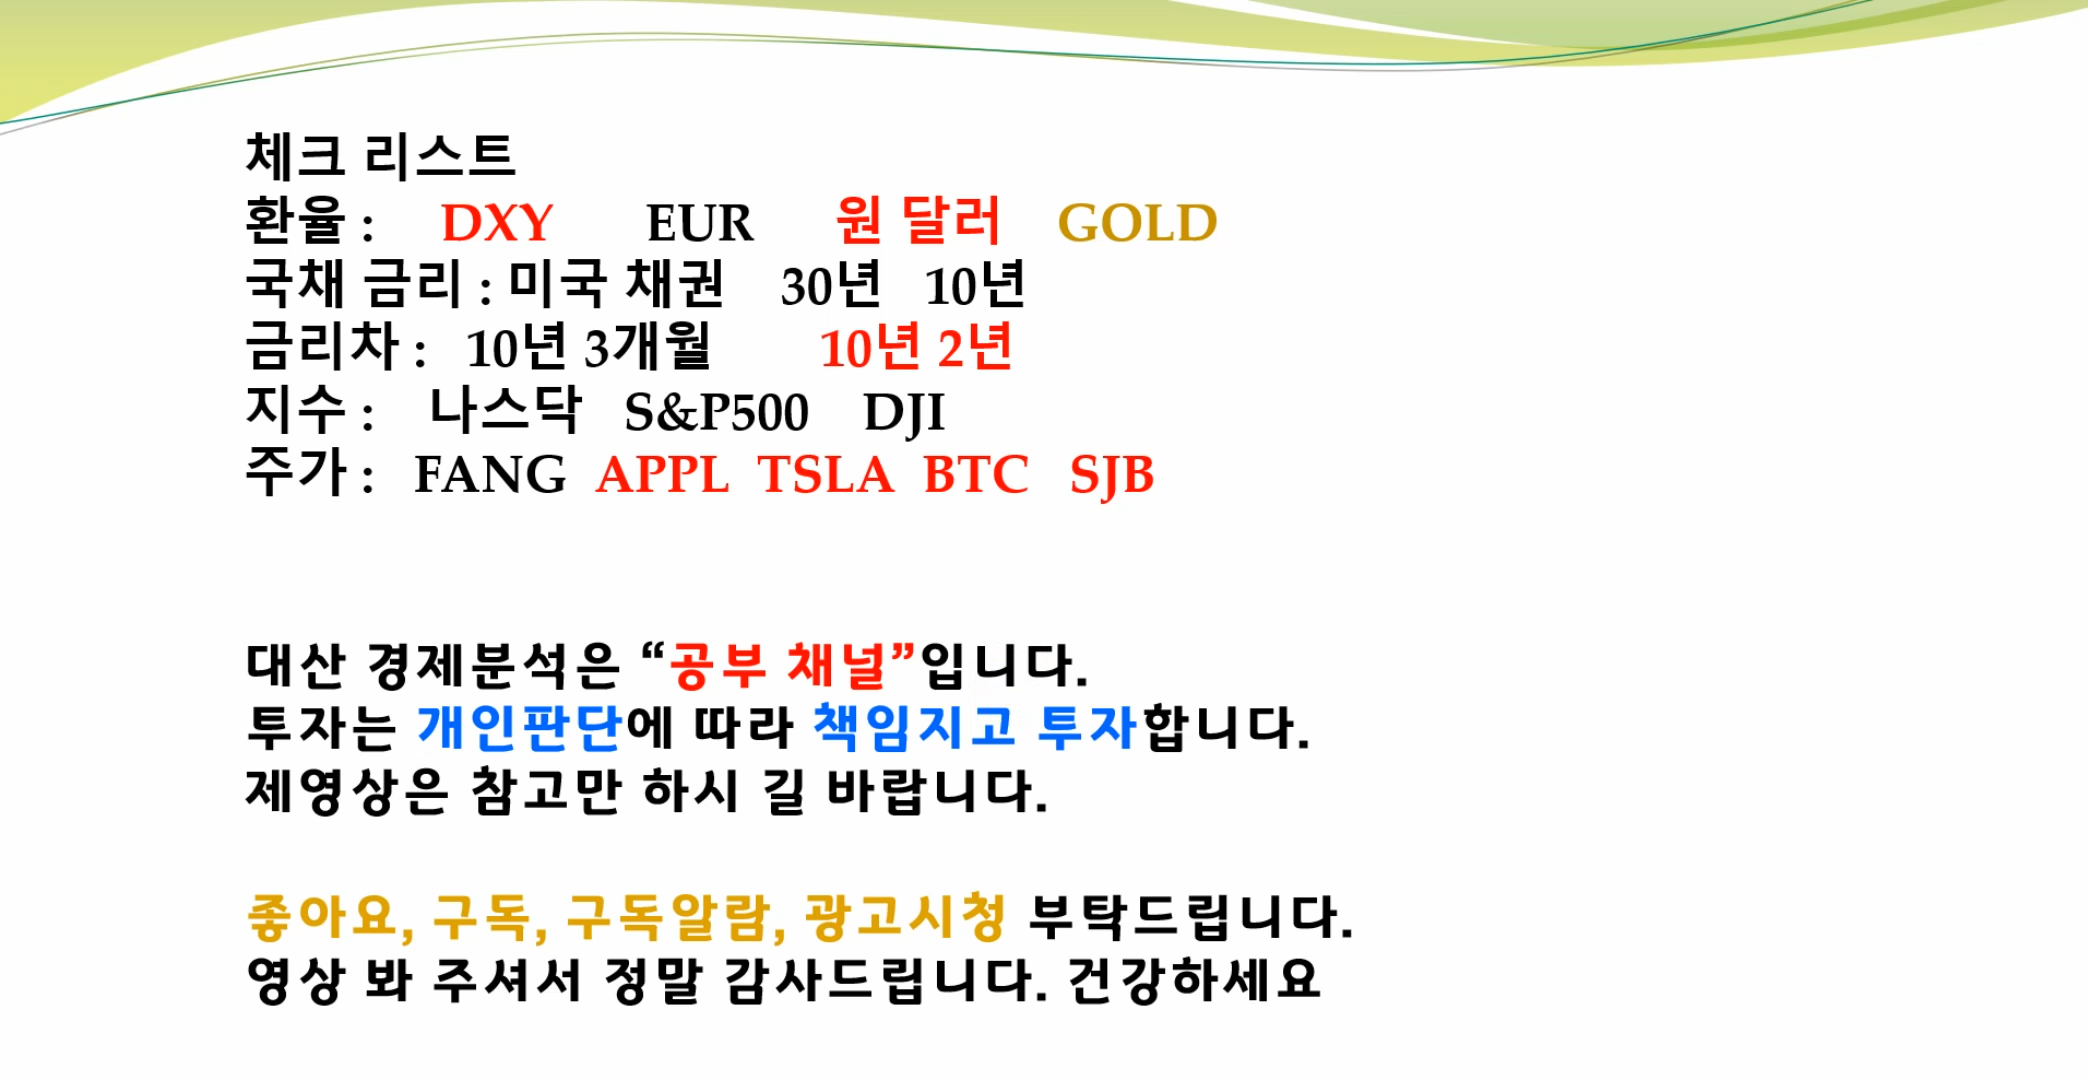 체크 리스트
환율 : DXY EUR 원 달러 GOLD
국채 금리 : 미국 채권 30년 10년
금리차 : 10년 3개월 10년 2년
지수 : 나스닥 S&P500 DJI
주가 : FANG APPL TSLA BTC SJB
대산 경제분석은 “공부 채널”입니다.
투자는 개인판단에 따라 책임지고 투자합니다.
제영상은 참고만 하시 길 바랍니다.
좋아요, 구독, 구독알람, 광고시청 부탁드립니다.
영상 봐 주셔서 정말 감사드립니다. 건강하세요